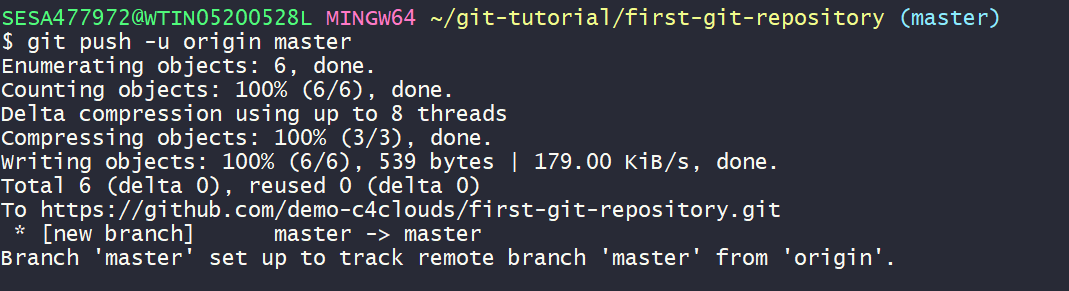 SESA477972@WTIN05200528L MINGW64 ~/git-tutorial/first-git-repository (master)
$ git push -u origin master
Enumerating objects: 6, done.
Counting objects: 100% (6/6), done.
Delta compression using up to 8 threads
Compressing objects: 100% (3/3), done.
Writing objects: 100% (6/6), 539 bytes | 179.00 KiB/s, done.
Total 6 (delta 0), reused 0 (delta 0)
To https://github.com/demo-c4clouds/first-git-repository.git
 * [new branch]      master -> master
Branch 'master' set up to track remote branch 'master' from 'origin'.